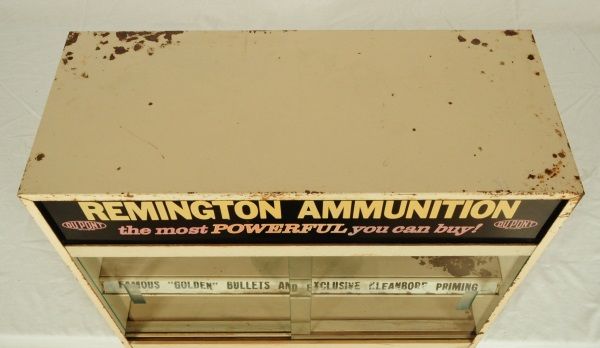 REMINGTON AMMUNITION
DU PONT the most POWERFUL you can buy! DU PONT
FAMOUS "GOLDEN" BULLETS AND EXCLUSIVE KLEANBORE PRIMING